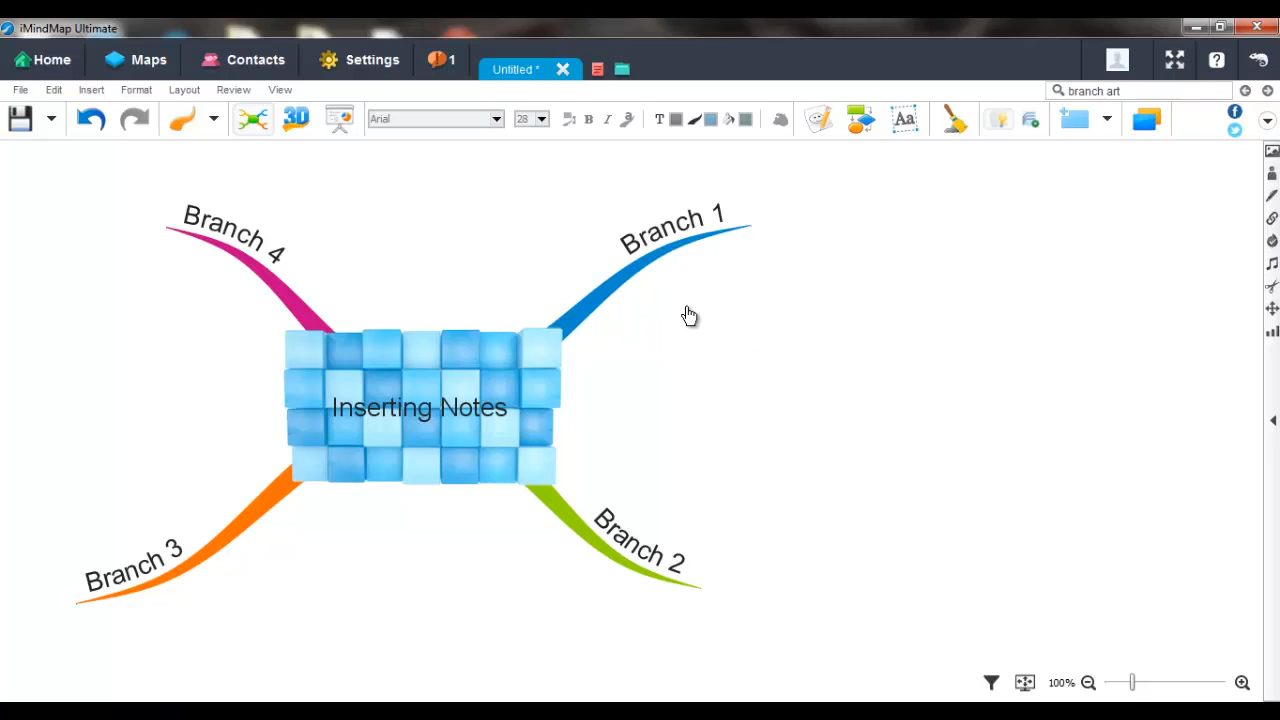 iMindMap Ultimate
Home
Maps
Contacts
Settings
1
Untitled *
File
Edit
Insert
Format
Layout
Review
View
branch art
3D
Arial
28
B
I
T
Aa
Branch 4
Branch 1
Inserting Notes
Branch 3
Branch 2
100%